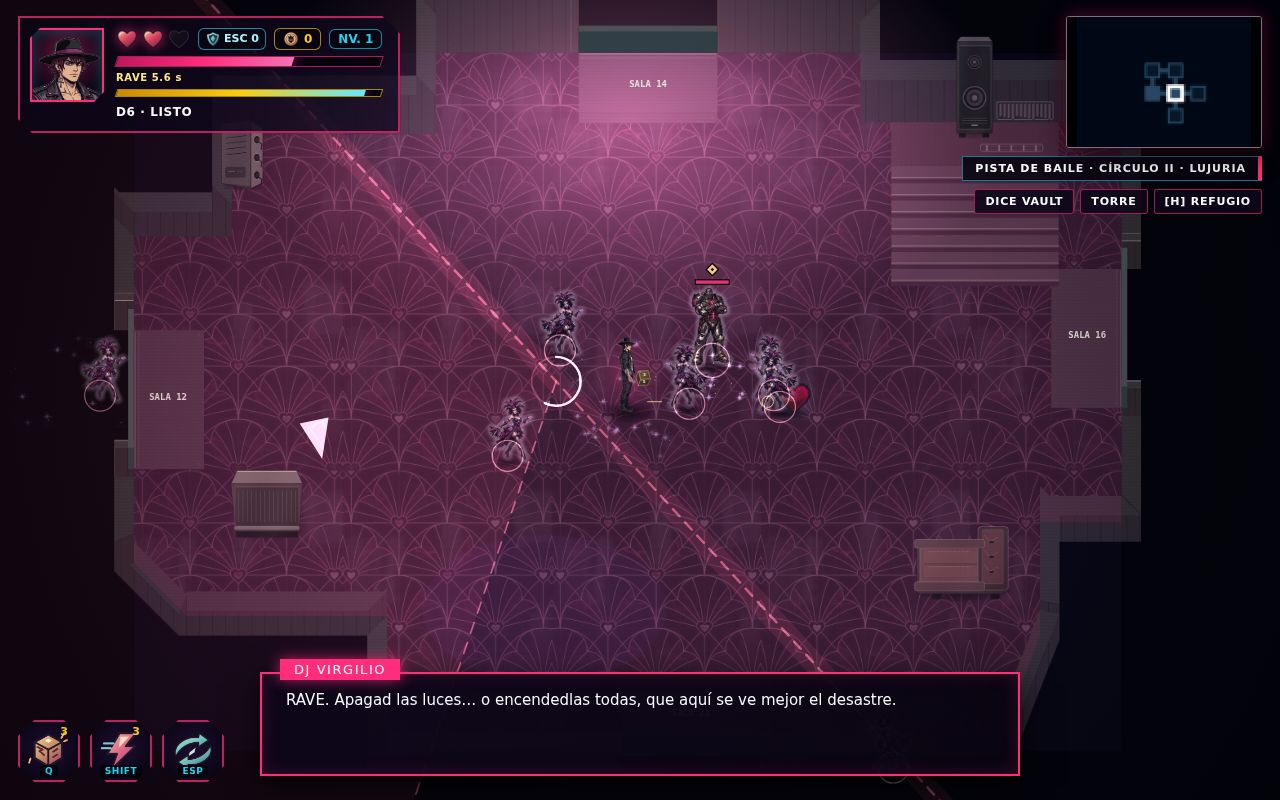 ESC 0
0
NV. 1
RAVE 5.6 s
D6 · LISTO
SALA 14
PISTA DE BAILE · CÍRCULO II · LUJURIA
DICE VAULT
TORRE
[H] REFUGIO
SALA 16
SALA 12
DJ VIRGILIO
RAVE. Apagad las luces… o encendedlas todas, que aquí se ve mejor el desastre.
3
Q
3
SHIFT
ESP